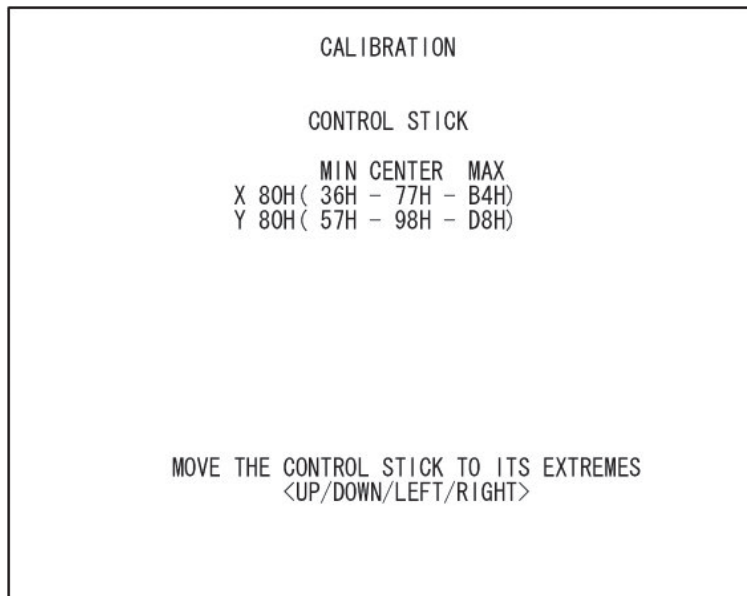 CALIBRATION
CONTROL STICK
MIN CENTER MAX
X 80H( 36H - 77H - B4H)
Y 80H( 57H - 98H - D8H)
MOVE THE CONTROL STICK TO ITS EXTREMES
<UP/DOWN/LEFT/RIGHT>